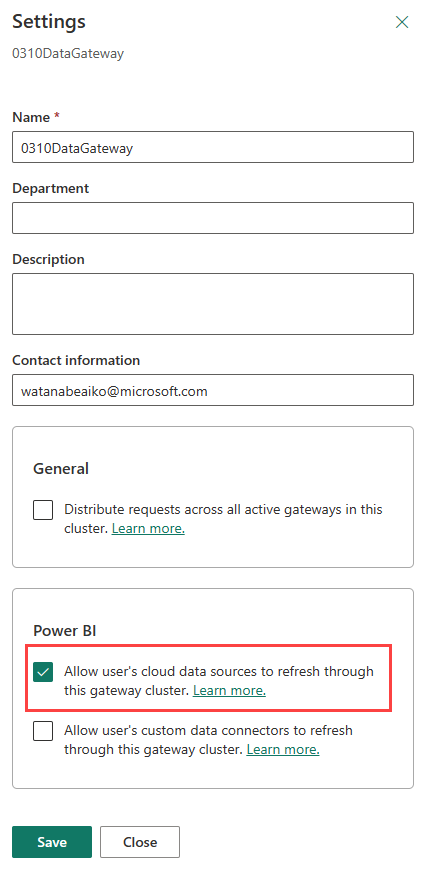 Settings
0310DataGateway
Name *
0310DataGateway
Department
Description
Contact information
watanabeaiko@microsoft.com
General
Distribute requests across all active gateways in this
cluster. Learn more.
Power BI
Allow user's cloud data sources to refresh through
this gateway cluster. Learn more.
Allow user's custom data connectors to refresh
through this gateway cluster. Learn more.
Save Close